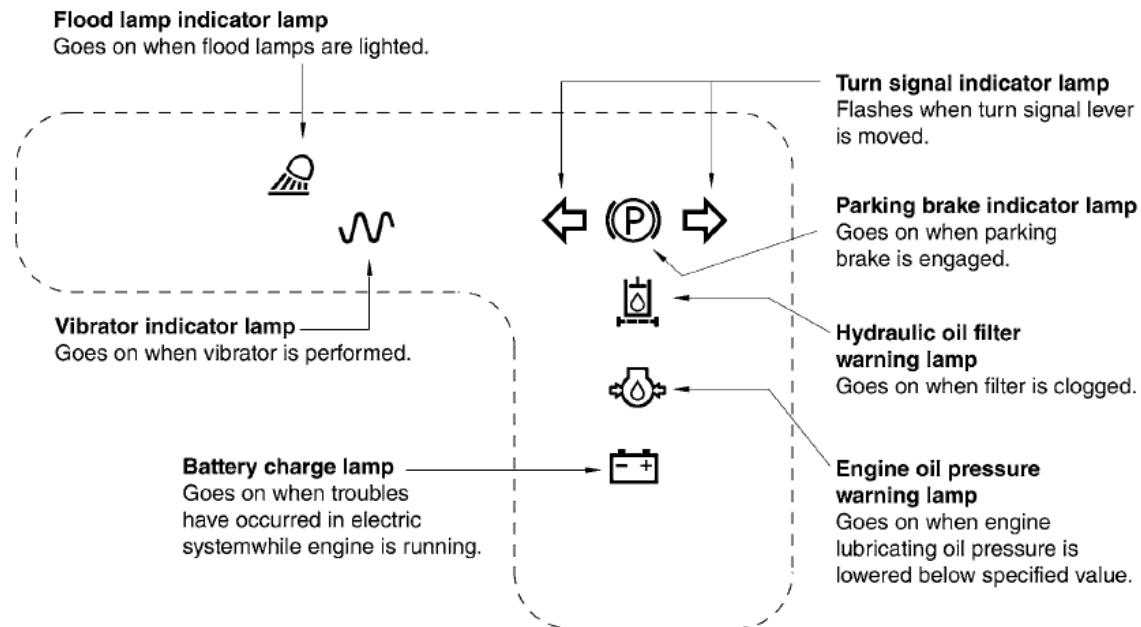 Flood lamp indicator lamp
Goes on when flood lamps are lighted.
Turn signal indicator lamp
Flashes when turn signal lever
is moved.
P
Parking brake indicator lamp
Goes on when parking
brake is engaged.
Vibrator indicator lamp
Goes on when vibrator is performed.
Hydraulic oil filter
warning lamp
Goes on when filter is clogged.
Battery charge lamp
Goes on when troubles
have occurred in electric
systemwhile engine is running.
- +
Engine oil pressure
warning lamp
Goes on when engine
lubricating oil pressure is
lowered below specified value.